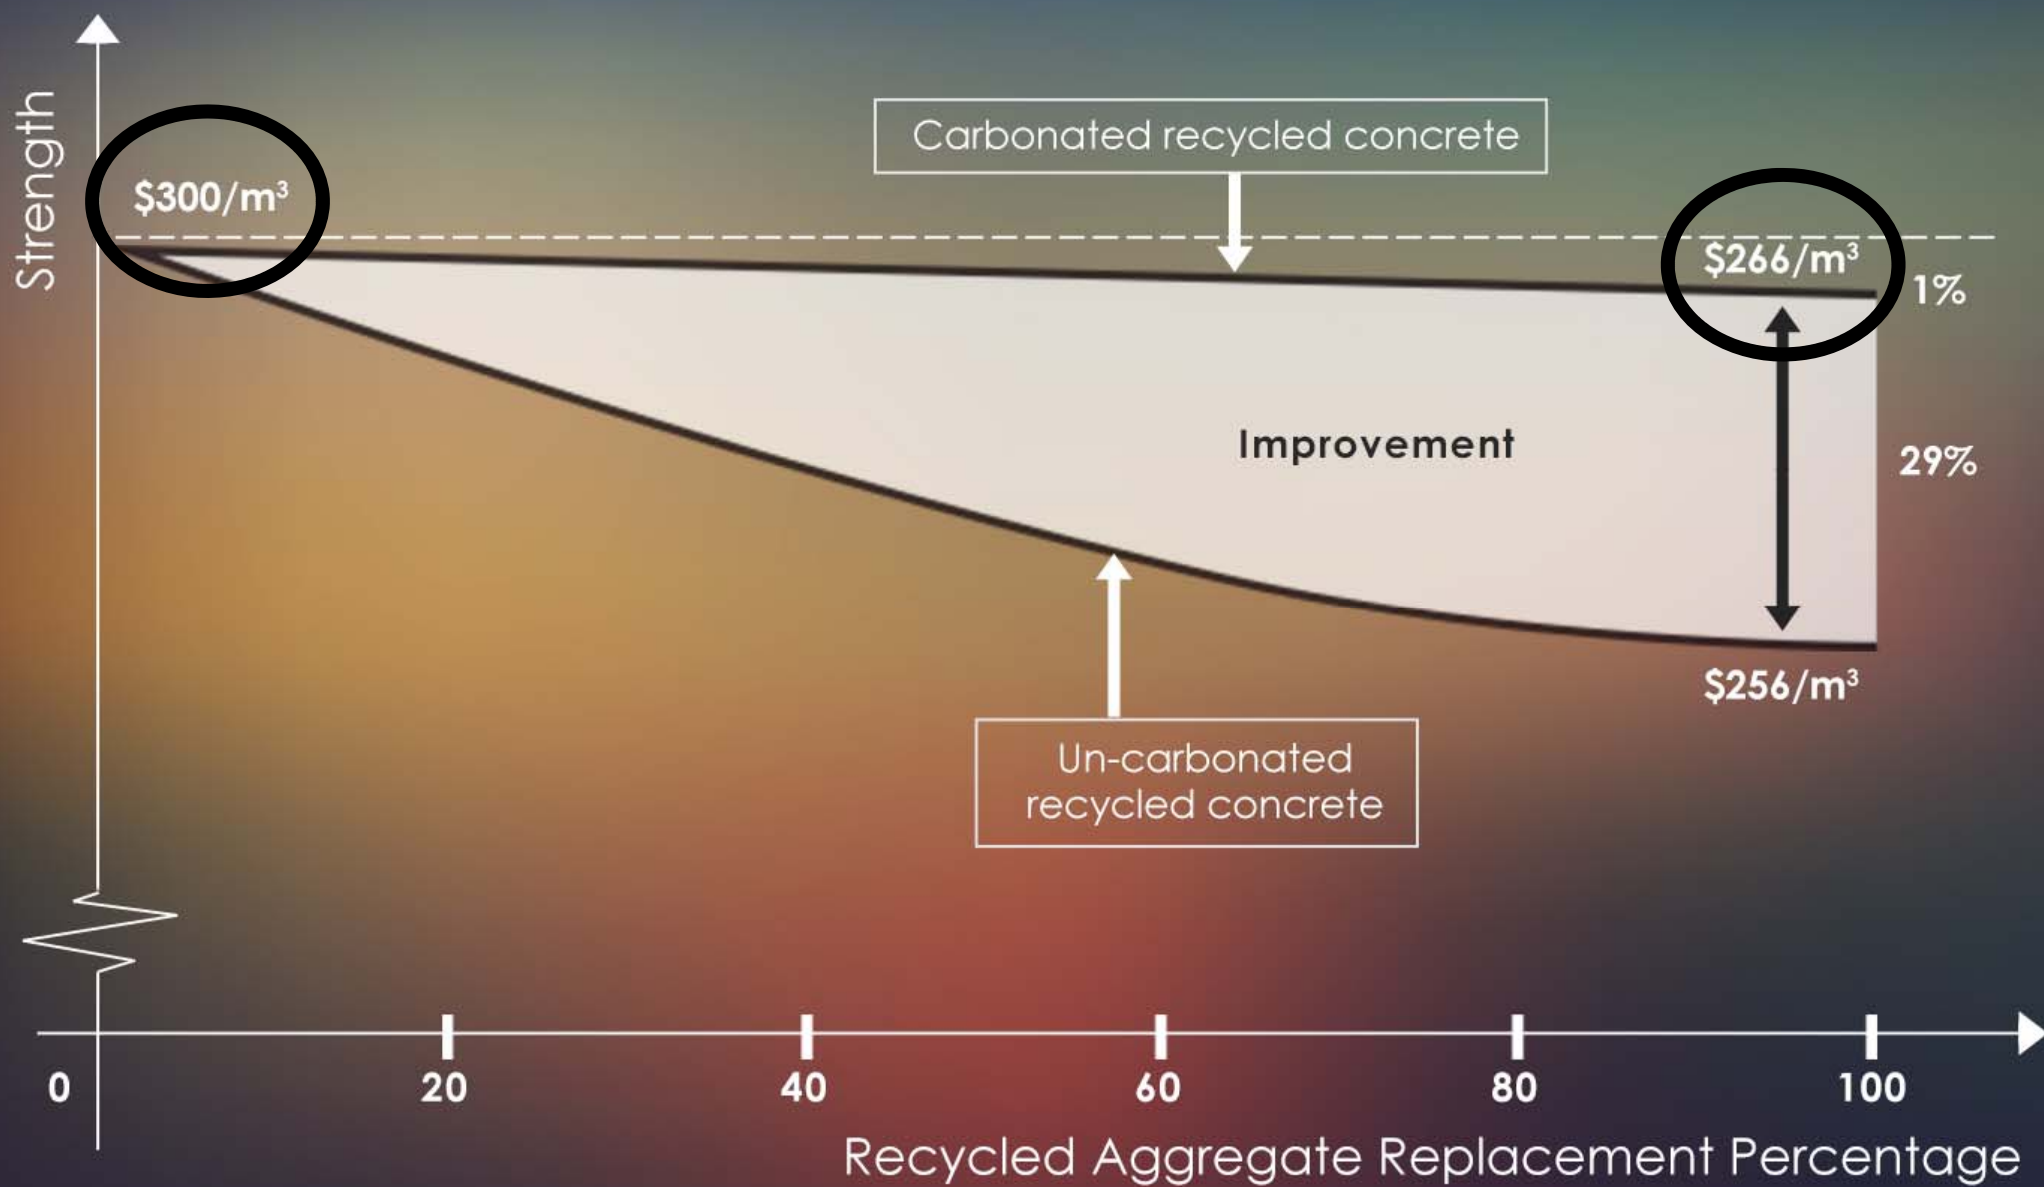 Strength
$300/m³
Carbonated recycled concrete
$266/m³
1%
Improvement
29%
$256/m³
Un-carbonated
recycled concrete
0 20 40 60 80 100
Recycled Aggregate Replacement Percentage